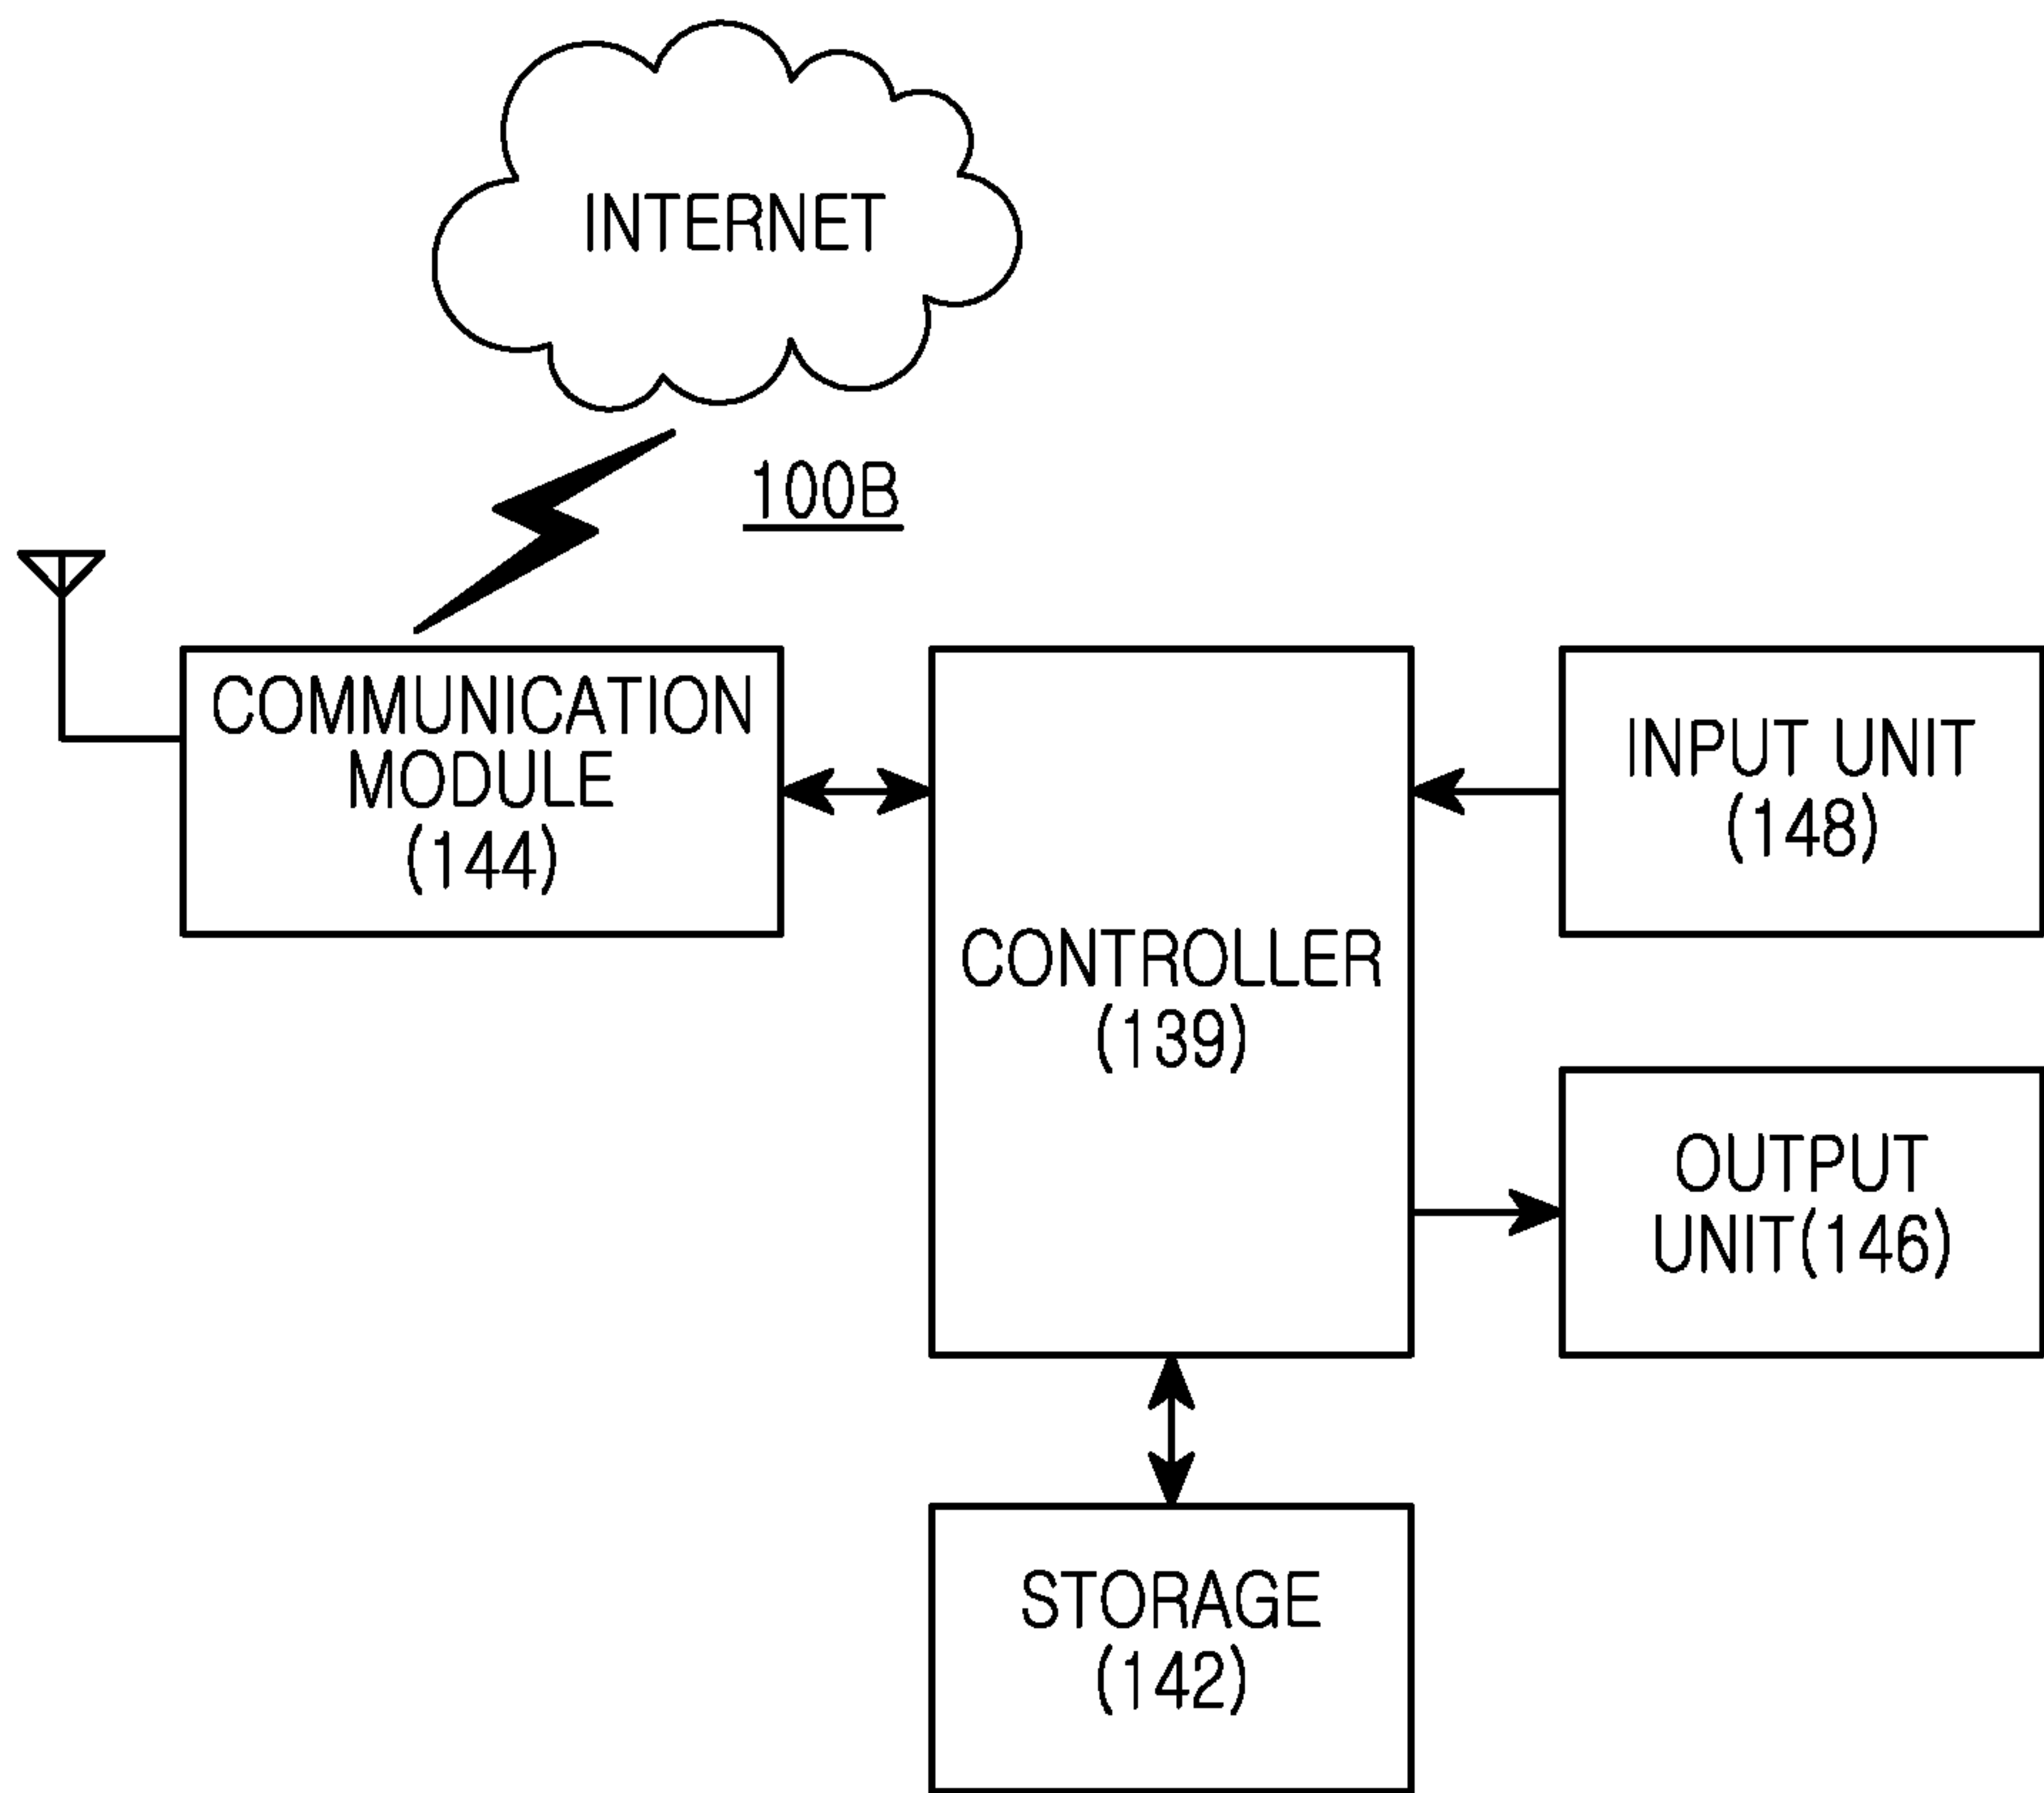 INTERNET
100B
COMMUNICATION
MODULE
(144)
CONTROLLER
(139)
INPUT UNIT
(148)
OUTPUT
UNIT(146)
STORAGE
(142)